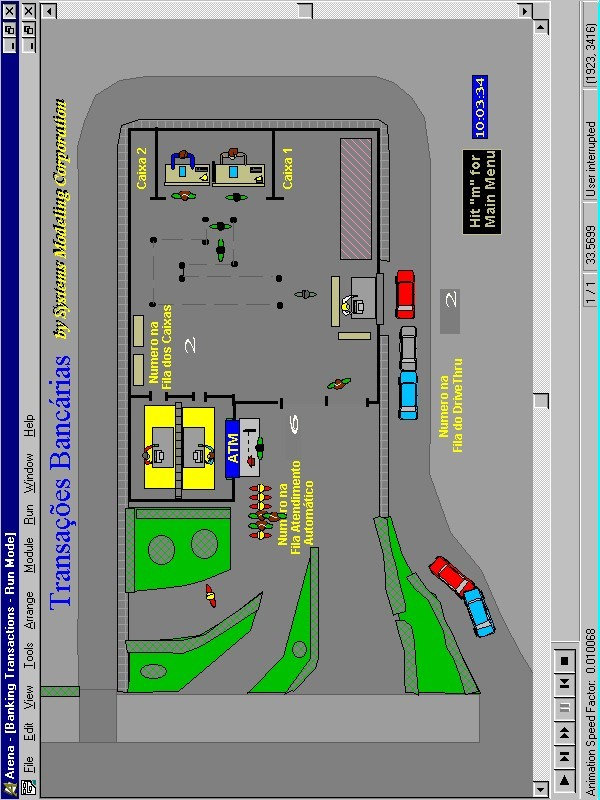 Arena - [Banking Transactions - Run Mode]
File Edit View Tools Arrange Module Run Window Help
Transações Bancárias by Systems Modeling Corporation
Caixa 2
Caixa 1
Numero na
Fila dos Caixas
2
ATM
6
Numero na
Fila Atendimento
Automático
Numero na
Fila do DriveThru
2
10:03:34
Hit "m" for
Main Menu
Animation Speed Factor: 0.010068
1 / 1
33.5699
User interrupted
(1923, 3416)